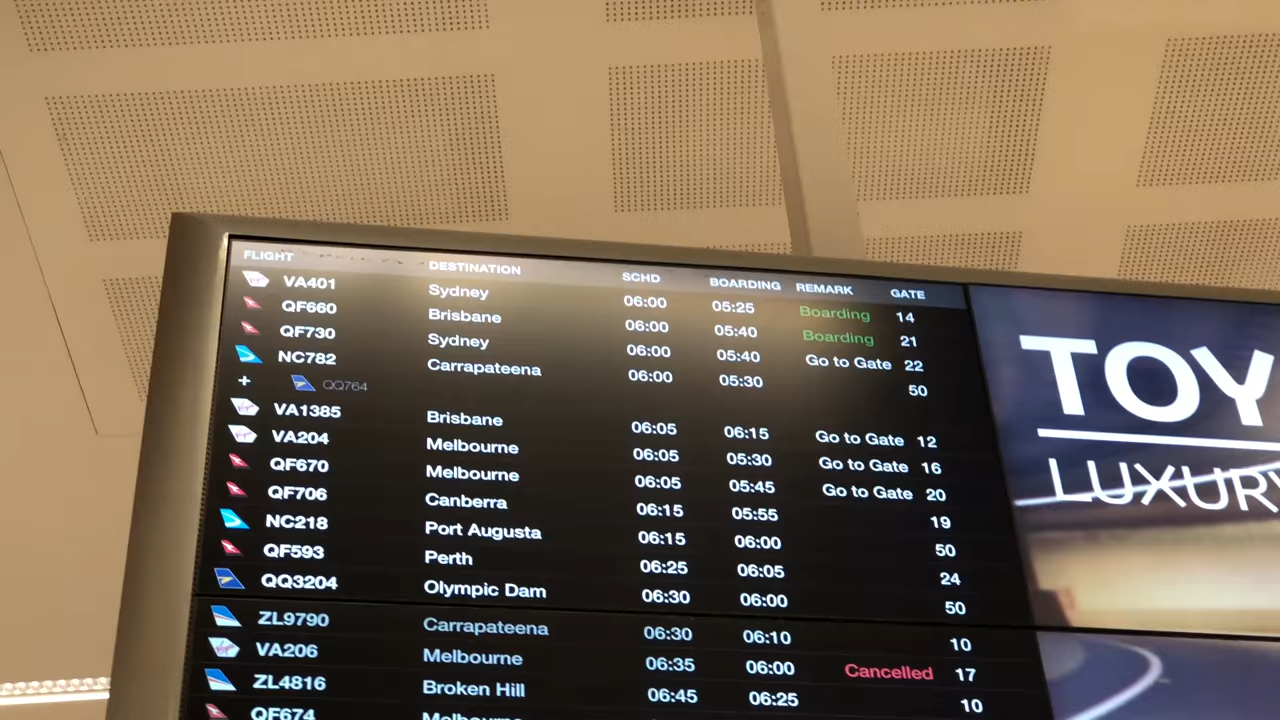 FLIGHT DESTINATION SCHD BOARDING REMARK GATE
VA401 Sydney 06:00 05:25 Boarding 14
QF660 Brisbane 06:00 05:40 Boarding 21
QF730 Sydney 06:00 05:40 Go to Gate 22
NC782 Carrapateena 06:00 05:30 50
+ QQ764
VA1385 Brisbane 06:05 06:15 Go to Gate 12
VA204 Melbourne 06:05 05:30 Go to Gate 16
QF670 Melbourne 06:05 05:45 Go to Gate 20
QF706 Canberra 06:15 05:55 19
NC218 Port Augusta 06:15 06:00 50
QF593 Perth 06:25 06:05 24
QQ3204 Olympic Dam 06:30 06:00 50
ZL9790 Carrapateena 06:30 06:10 10
VA206 Melbourne 06:35 06:00 Cancelled 17
ZL4816 Broken Hill 06:45 06:25 10
QF674 Melbourne
TOY
LUXURY